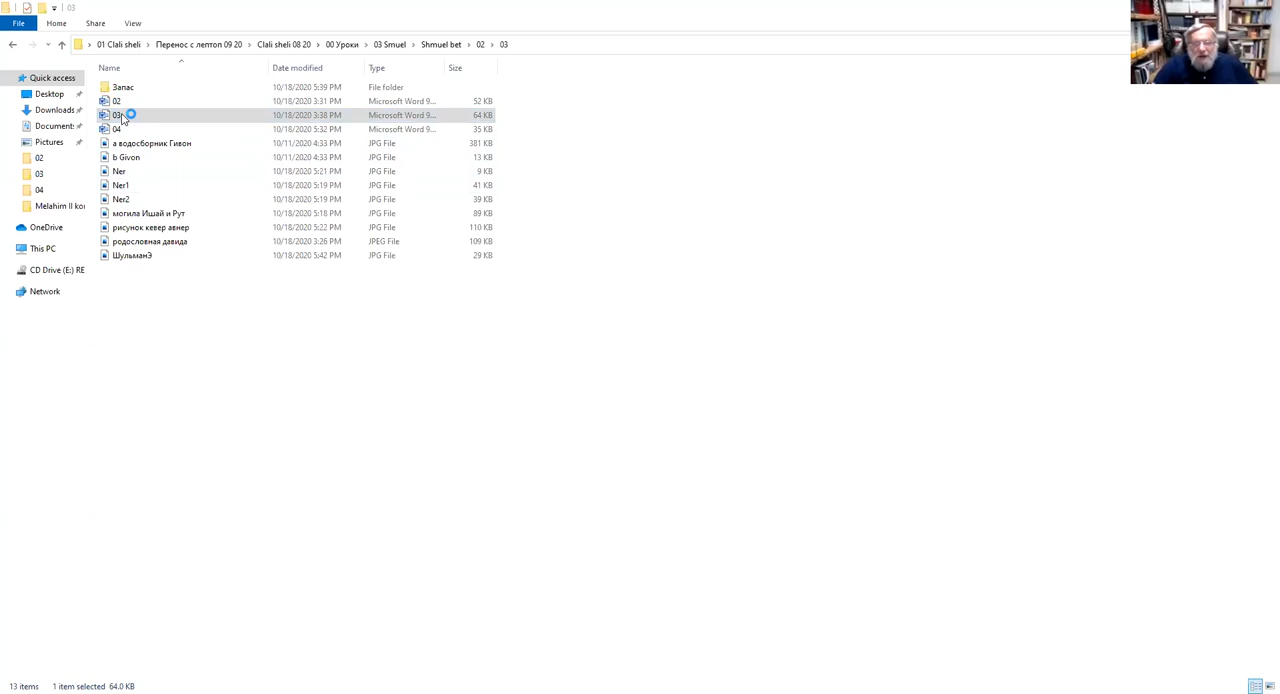 03
File Home Share View
01 Clali sheli Перенос с лептоп 09 20 Clali sheli 08 20 00 Уроки 03 Smuel Shmuel bet 02 03
Name Date modified Type Size
Quick access
Desktop
Downloads
Documents
Pictures
02
03
04
Melahim II ko
OneDrive
This PC
CD Drive (E:) RE
Network
Запас 10/18/2020 5:39 PM File folder
02 10/18/2020 3:31 PM Microsoft Word 9... 52 KB
03 10/18/2020 3:38 PM Microsoft Word 9... 64 KB
04 10/18/2020 5:32 PM Microsoft Word 9... 35 KB
а водосборник Гивон 10/11/2020 4:33 PM JPG File 381 KB
b Givon 10/11/2020 4:33 PM JPG File 13 KB
Ner 10/18/2020 5:21 PM JPG File 9 KB
Ner1 10/18/2020 5:19 PM JPG File 41 KB
Ner2 10/18/2020 5:19 PM JPG File 39 KB
могила Ишай и Рут 10/18/2020 5:18 PM JPG File 89 KB
рисунок кевер авнер 10/18/2020 5:22 PM JPG File 110 KB
родословная давида 10/18/2020 3:26 PM JPEG File 109 KB
ШульманЭ 10/18/2020 5:42 PM JPG File 29 KB
13 items 1 item selected 64.0 KB